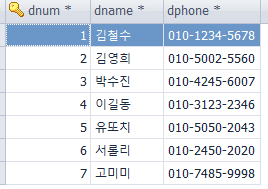 dnum * dname * dphone *
1 김철수 010-1234-5678
2 김영희 010-5002-5560
3 박수진 010-4245-6007
4 이길동 010-3123-2346
5 유또치 010-5050-2043
6 서룰리 010-2450-2020
7 고미미 010-7485-9998